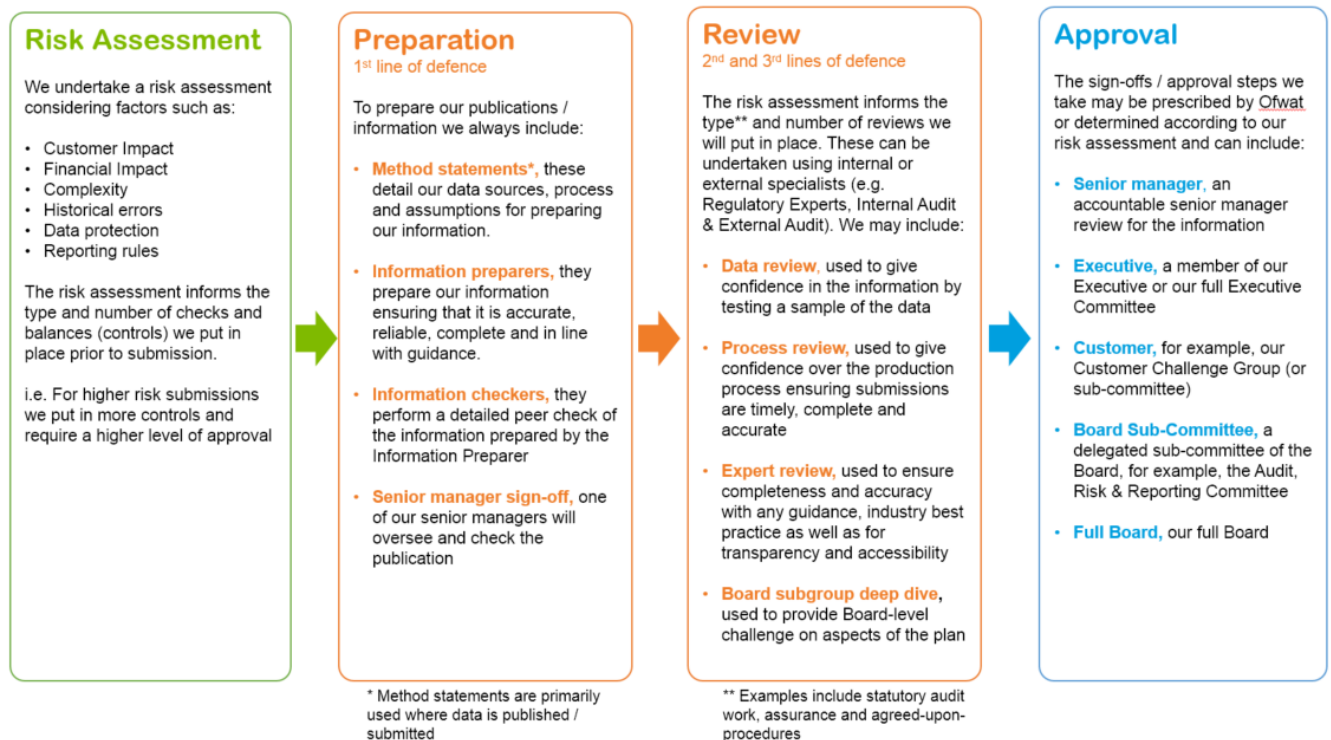 Risk Assessment
We undertake a risk assessment
considering factors such as:
• Customer Impact
• Financial Impact
• Complexity
• Historical errors
• Data protection
• Reporting rules
The risk assessment informs the
type and number of checks and
balances (controls) we put in
place prior to submission.
i.e. For higher risk submissions
we put in more controls and
require a higher level of approval
Preparation
1st line of defence
To prepare our publications /
information we always include:
• Method statements*, these
detail our data sources, process
and assumptions for preparing
our information.
• Information preparers, they
prepare our information
ensuring that it is accurate,
reliable, complete and in line
with guidance.
• Information checkers, they
perform a detailed peer check of
the information prepared by the
Information Preparer
• Senior manager sign-off, one
of our senior managers will
oversee and check the
publication
* Method statements are primarily
used where data is published /
submitted
Review
2nd and 3rd lines of defence
The risk assessment informs the
type** and number of reviews we
will put in place. These can be
undertaken using internal or
external specialists (e.g.
Regulatory Experts, Internal Audit
& External Audit). We may include:
• Data review, used to give
confidence in the information by
testing a sample of the data
• Process review, used to give
confidence over the production
process ensuring submissions
are timely, complete and
accurate
• Expert review, used to ensure
completeness and accuracy
with any guidance, industry best
practice as well as for
transparency and accessibility
• Board subgroup deep dive,
used to provide Board-level
challenge on aspects of the plan
** Examples include statutory audit
work, assurance and agreed-upon-
procedures
Approval
The sign-offs / approval steps we
take may be prescribed by Ofwat
or determined according to our
risk assessment and can include:
• Senior manager, an
accountable senior manager
review for the information
• Executive, a member of our
Executive or our full Executive
Committee
• Customer, for example, our
Customer Challenge Group (or
sub-committee)
• Board Sub-Committee, a
delegated sub-committee of the
Board, for example, the Audit,
Risk & Reporting Committee
• Full Board, our full Board